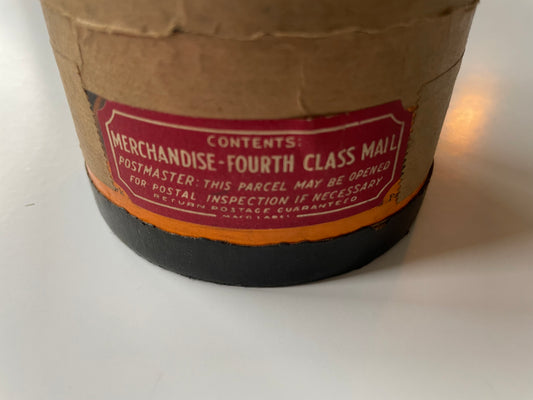 CONTENTS:
MERCHANDISE-FOURTH CLASS MAIL
POSTMASTER: THIS PARCEL MAY BE OPENED
FOR POSTAL INSPECTION IF NECESSARY
RETURN POSTAGE GUARANTEED
LABEL